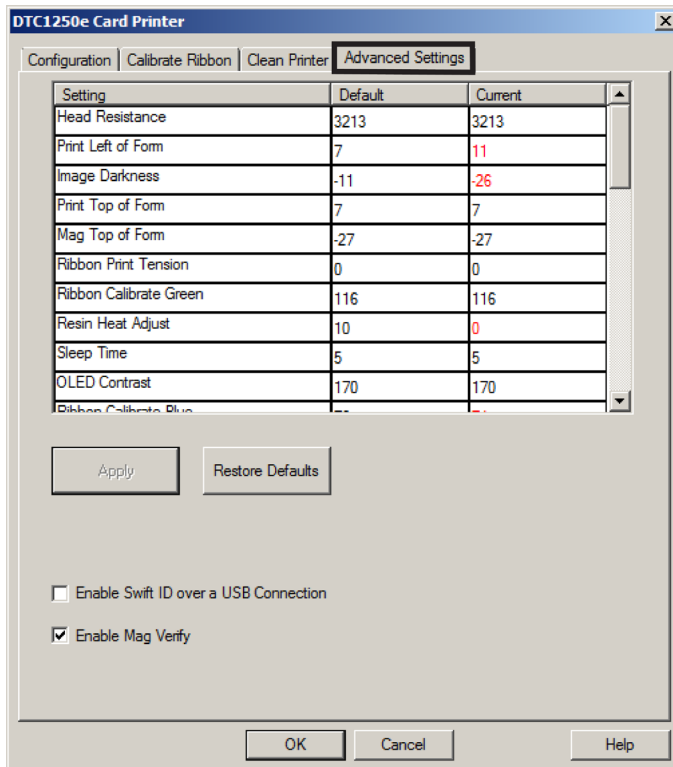 DTC1250e Card Printer
Configuration Calibrate Ribbon Clean Printer Advanced Settings
Setting Default Current
Head Resistance 3213 3213
Print Left of Form 7 11
Image Darkness -11 -26
Print Top of Form 7 7
Mag Top of Form -27 -27
Ribbon Print Tension 0 0
Ribbon Calibrate Green 116 116
Resin Heat Adjust 10 0
Sleep Time 5 5
OLED Contrast 170 170
Ribbon Calibrate Blue
Apply Restore Defaults
Enable Swift ID over a USB Connection
Enable Mag Verify
OK Cancel Help